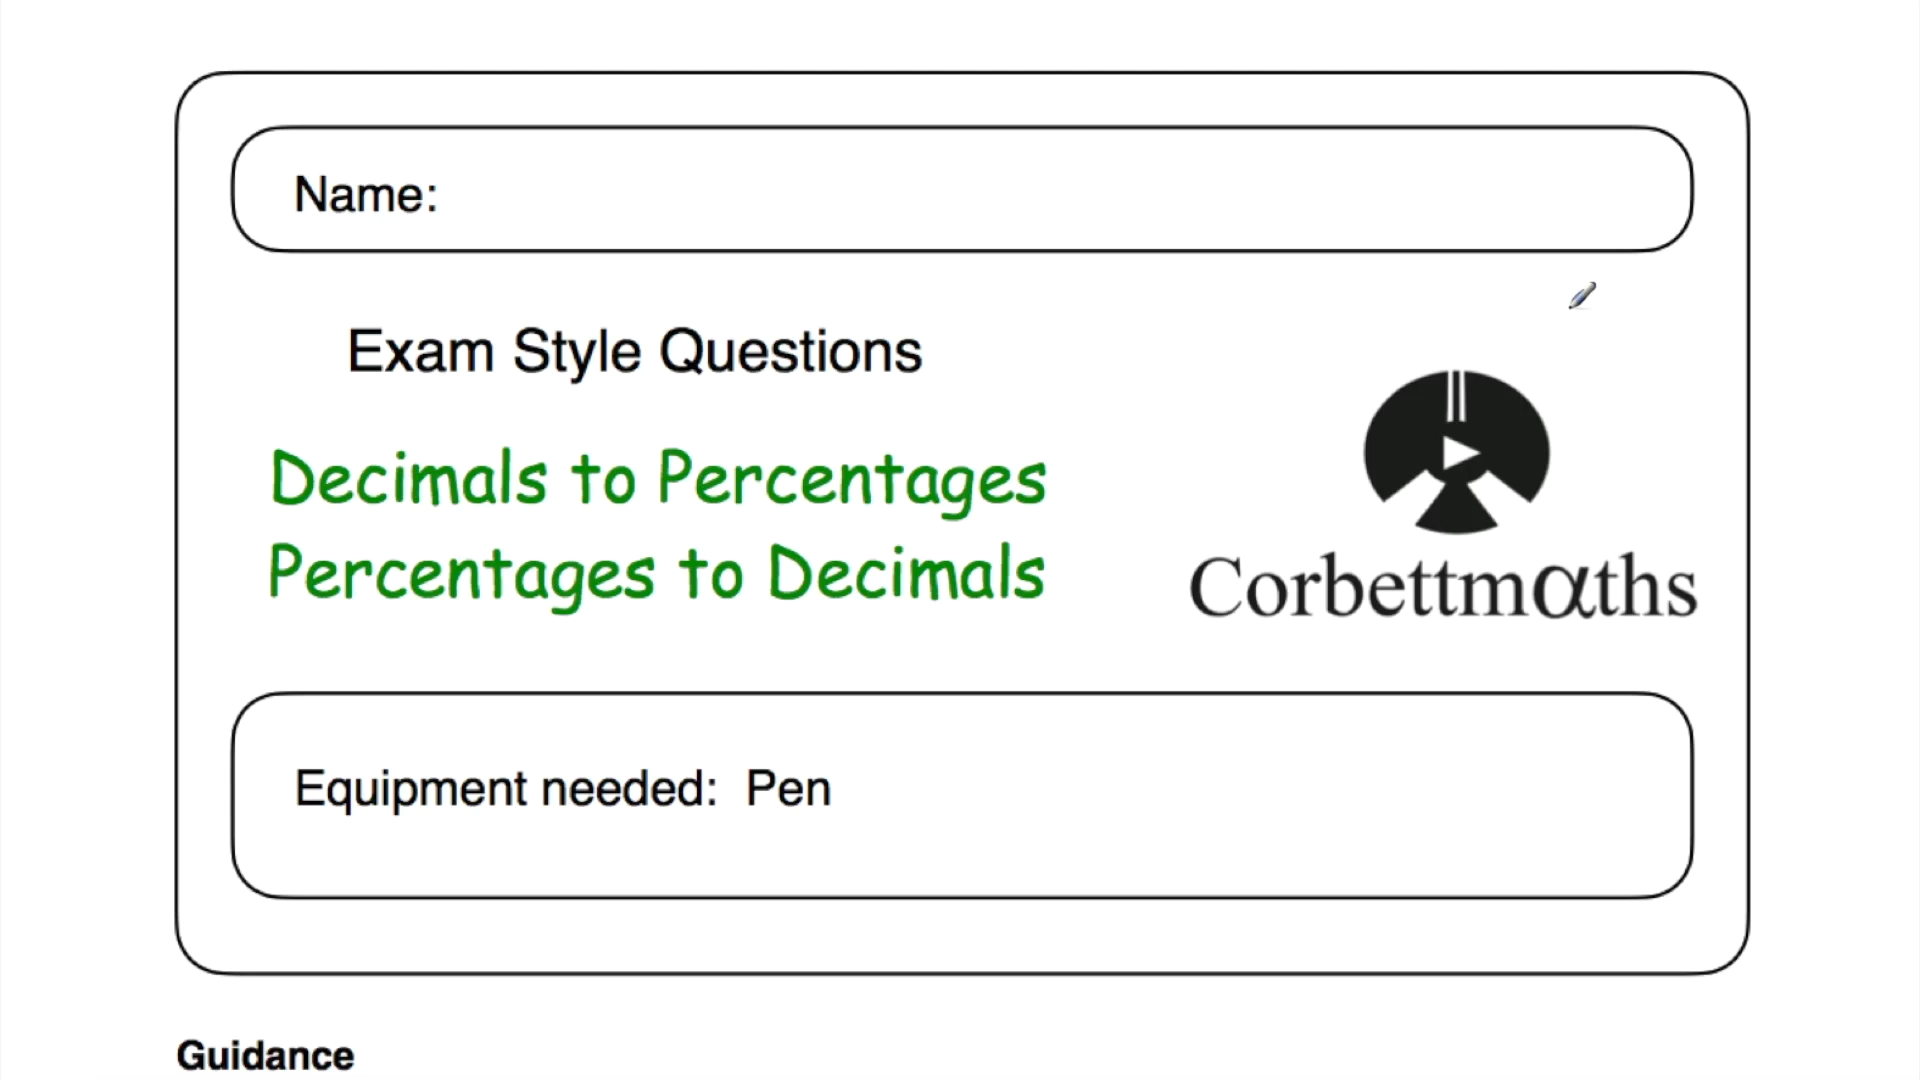 Name:
Exam Style Questions
Decimals to Percentages
Percentages to Decimals
Corbettmαths
Equipment needed:  Pen
Guidance